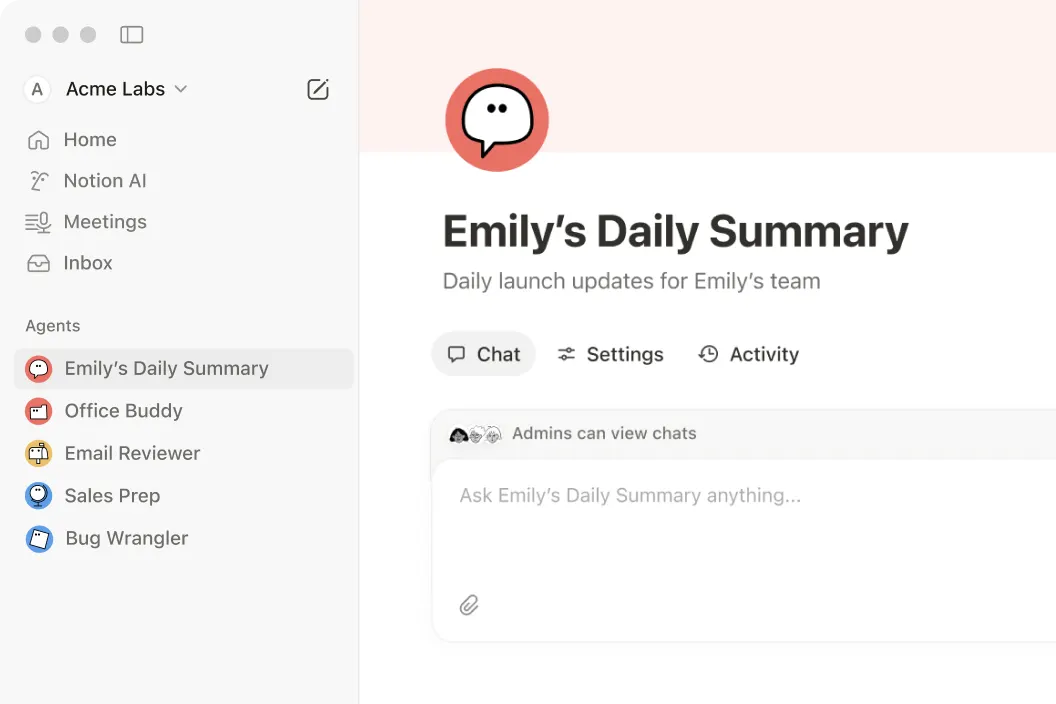 A Acme Labs
Home
Notion AI
Meetings
Inbox
Agents
Emily’s Daily Summary
Office Buddy
Email Reviewer
Sales Prep
Bug Wrangler
Emily’s Daily Summary
Daily launch updates for Emily’s team
Chat Settings Activity
Admins can view chats
Ask Emily’s Daily Summary anything...